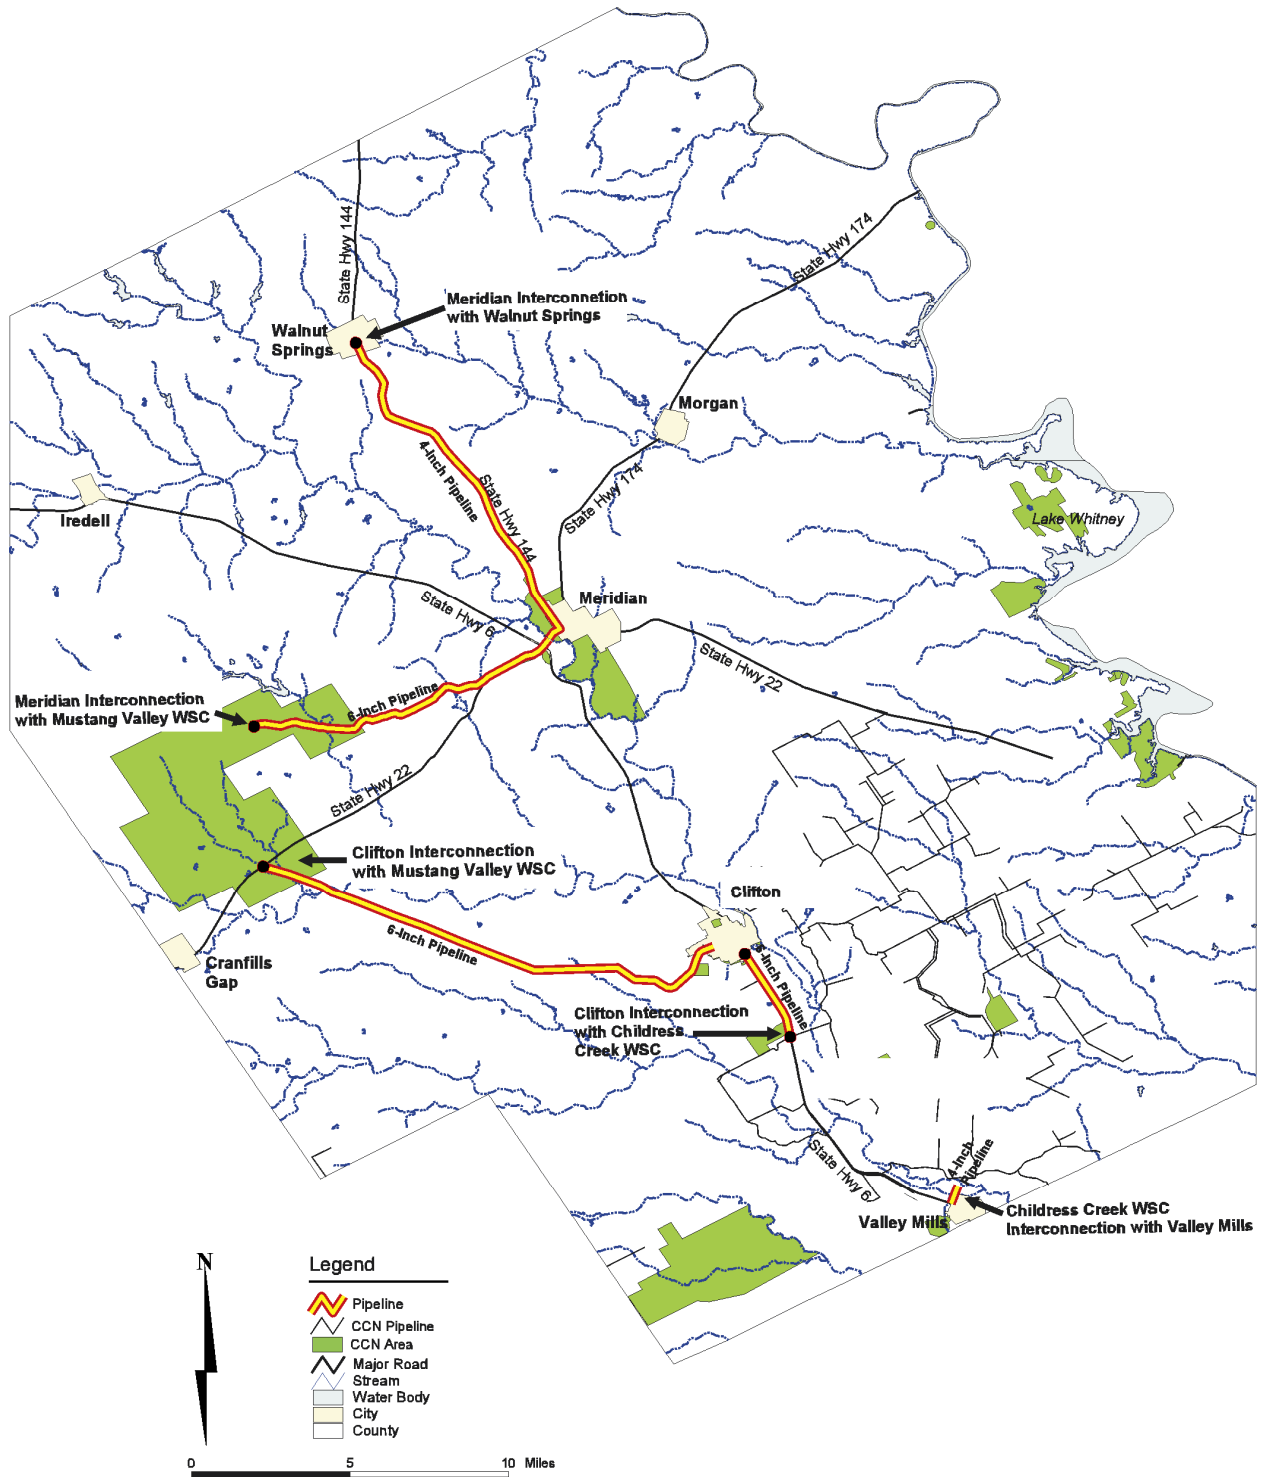 State Hwy 144
State Hwy 174
Meridian Interconnetion
with Walnut Springs
Walnut
Springs
Morgan
4-Inch Pipeline
State Hwy 144
State Hwy 174
Iredell
Lake Whitney
Meridian
State Hwy 6
State Hwy 22
Meridian Interconnection
with Mustang Valley WSC
6-Inch Pipeline
State Hwy 22
Clifton Interconnection
with Mustang Valley WSC
Clifton
6-Inch Pipeline
Cranfills
Gap
-Inch Pipeline
Clifton Interconnection
with Childress
Creek WSC
State Hwy 6
4-Inch
Pipeline
Valley Mills
Childress Creek WSC
Interconnection with Valley Mills
N
Legend
Pipeline
CCN Pipeline
CCN Area
Major Road
Stream
Water Body
City
County
0 5 10 Miles